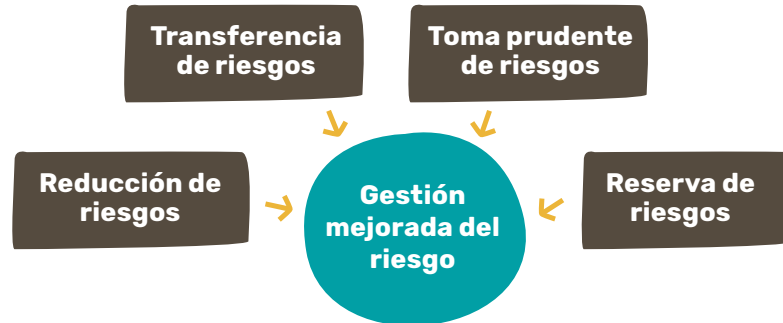 Transferencia
de riesgos
Toma prudente
de riesgos
Reducción de
riesgos
Gestión
mejorada del
riesgo
Reserva de
riesgos